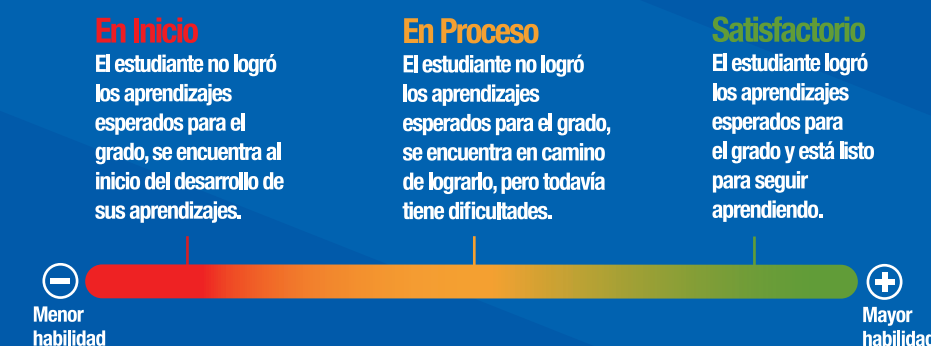 En Inicio
El estudiante no logró
los aprendizajes
esperados para el
grado, se encuentra al
inicio del desarrollo de
sus aprendizajes.
En Proceso
El estudiante no logró
los aprendizajes
esperados para el grado,
se encuentra en camino
de lograrlo, pero todavía
tiene dificultades.
Satisfactorio
El estudiante logró
los aprendizajes
esperados para
el grado y está listo
para seguir
aprendiendo.
Menor
habilidad
Mayor
habilidad